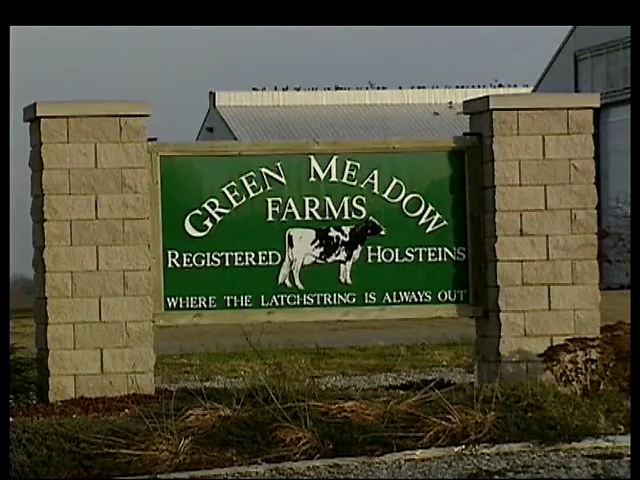 GREEN MEADOW
FARMS
REGISTERED HOLSTEINS
WHERE THE LATCHSTRING IS ALWAYS OUT